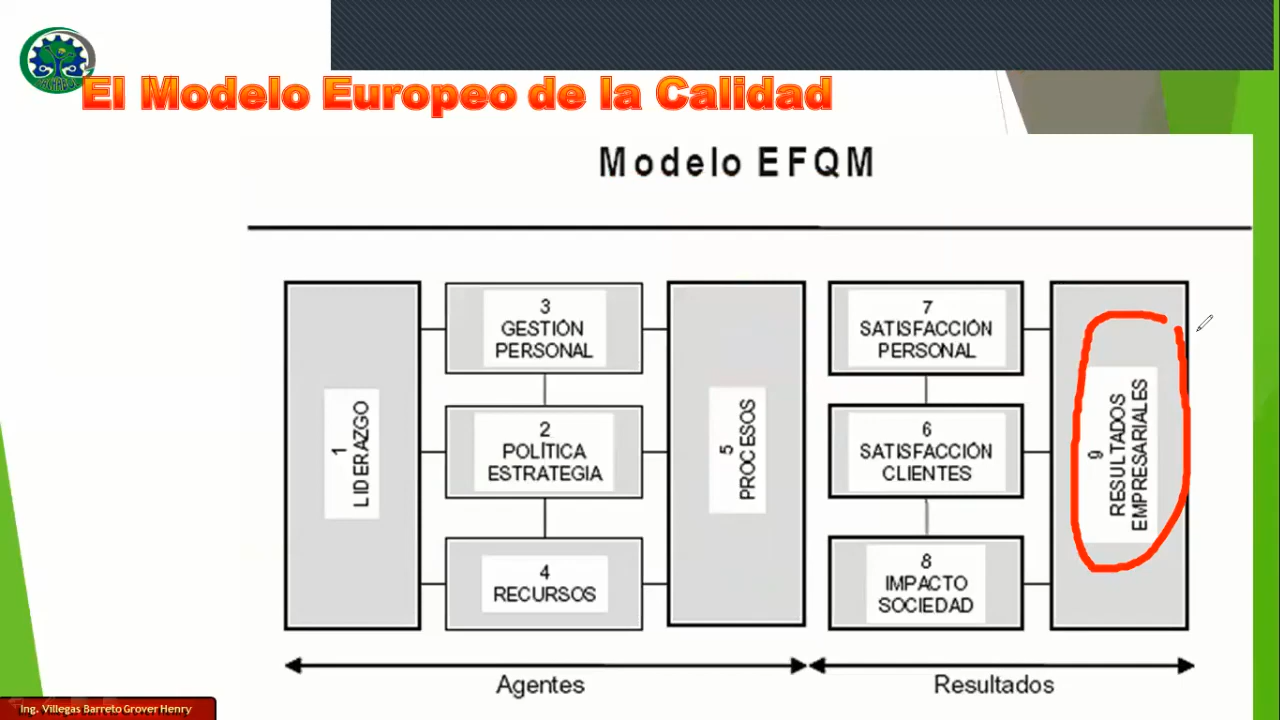 El Modelo Europeo de la Calidad
Modelo EFQM
1
LIDERAZGO
3
GESTIÓN
PERSONAL
2
POLÍTICA
ESTRATEGIA
4
RECURSOS
5
PROCESOS
7
SATISFACCIÓN
PERSONAL
6
SATISFACCIÓN
CLIENTES
8
IMPACTO
SOCIEDAD
9
RESULTADOS
EMPRESARIALES
Agentes
Resultados
Ing. Villegas Barreto Grover Henry